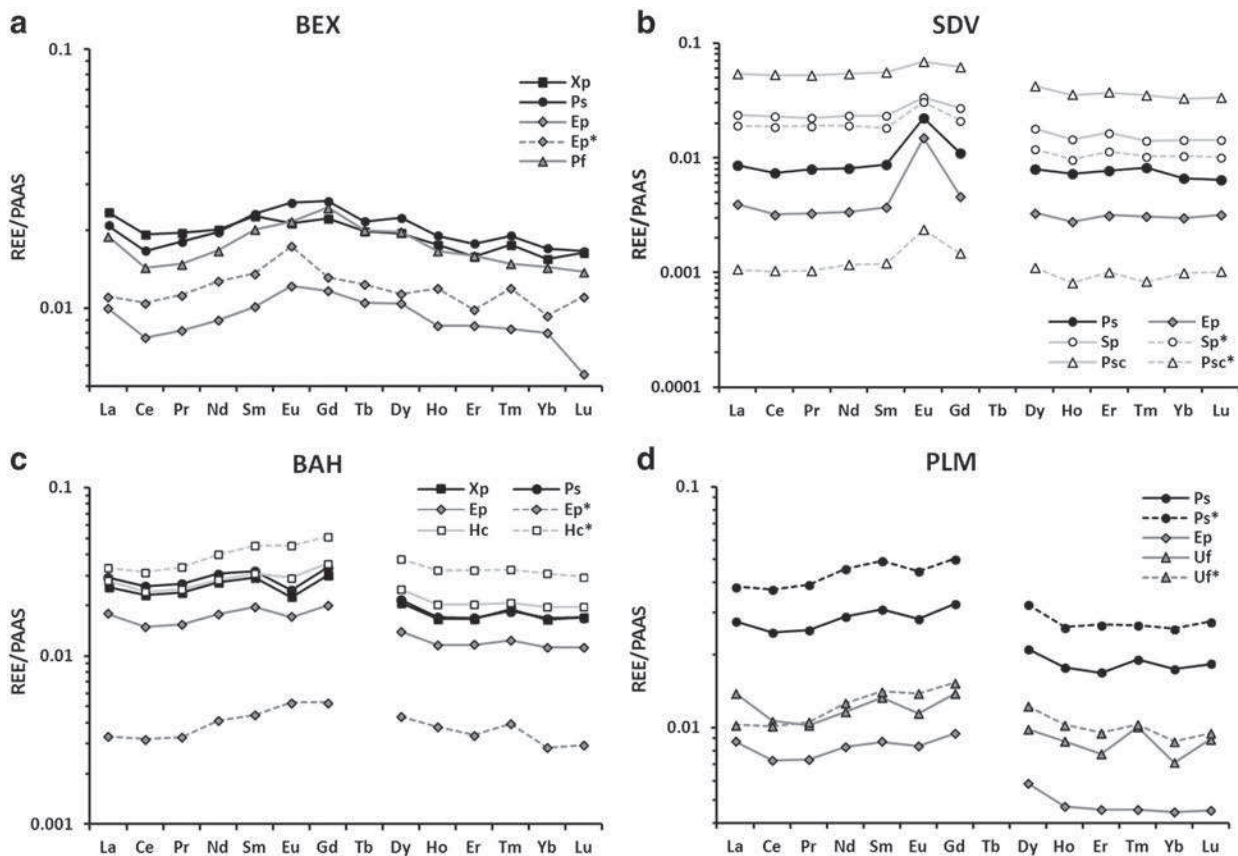 a BEX
0.1
Xp
Ps
Ep
Ep*
Pf
REE/PAAS
0.01
La Ce Pr Nd Sm Eu Gd Tb Dy Ho Er Tm Yb Lu
b SDV
0.1
0.01
REE/PAAS
0.001
Ps Ep
Sp Sp*
Psc Psc*
0.0001
La Ce Pr Nd Sm Eu Gd Tb Dy Ho Er Tm Yb Lu
c BAH
0.1
Xp Ps
Ep Ep*
Hc Hc*
REE/PAAS
0.01
0.001
La Ce Pr Nd Sm Eu Gd Tb Dy Ho Er Tm Yb Lu
d PLM
0.1
Ps
Ps*
Ep
Uf
Uf*
REE/PAAS
0.01
La Ce Pr Nd Sm Eu Gd Tb Dy Ho Er Tm Yb Lu